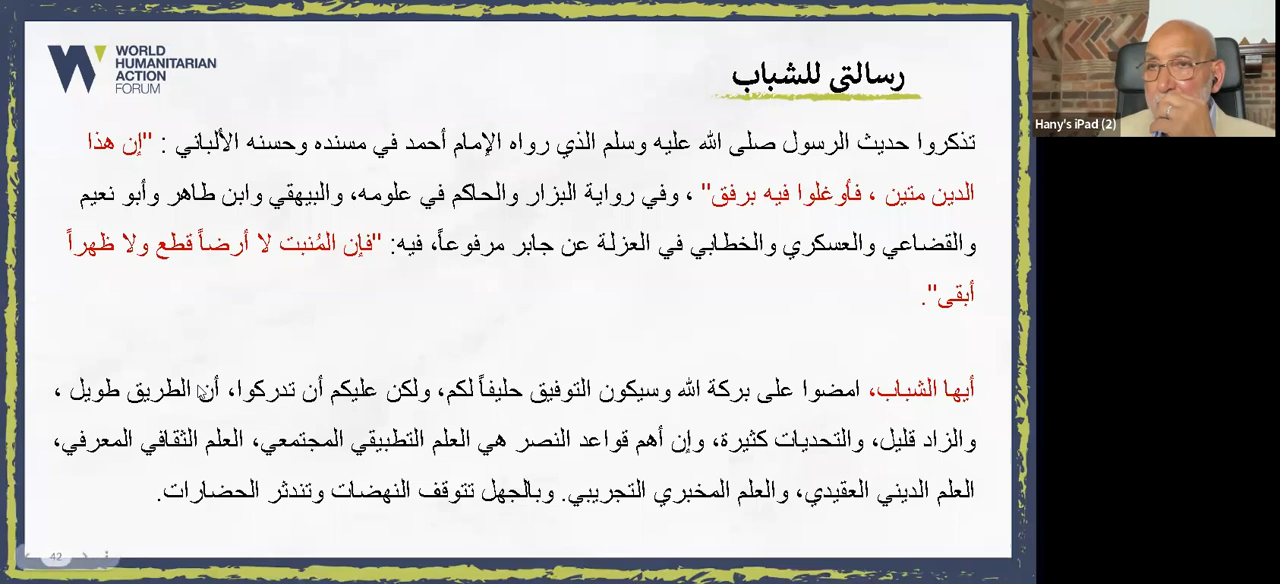 WORLD
HUMANITARIAN
ACTION
FORUM
رسالتي للشباب
Hany's iPad (2)
تذكروا حديث الرسول صلى الله عليه وسلم الذي رواه الإمام أحمد في مسنده وحسنه الألباني : "إن هذا
الدين متين ، فأوغلوا فيه برفق" ، وفي رواية البزار والحاكم في علومه، والبيهقي وابن طاهر وأبو نعيم
والقضاعي والعسكري والخطابي في العزلة عن جابر مرفوعاً، فيه: "فإن المُنبت لا أرضاً قطع ولا ظهراً
أبقى".
أيها الشباب، امضوا على بركة الله وسيكون التوفيق حليفاً لكم، ولكن عليكم أن تدركوا، أن الطريق طويل ،
والزاد قليل، والتحديات كثيرة، وإن أهم قواعد النصر هي العلم التطبيقي المجتمعي، العلم الثقافي المعرفي،
العلم الديني العقيدي، والعلم المخبري التجريبي. وبالجهل تتوقف النهضات وتندثر الحضارات.
42